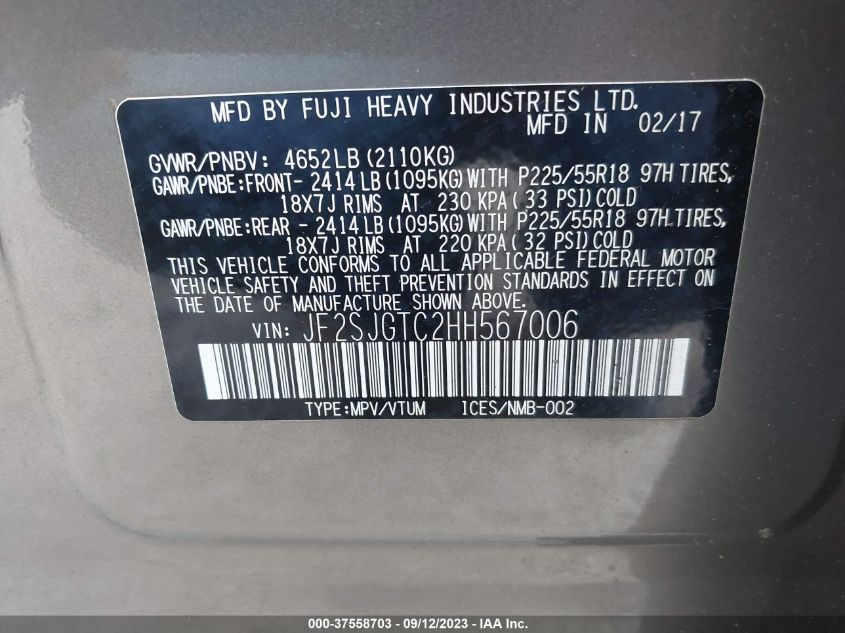 MFD BY FUJI HEAVY INDUSTRIES LTD.
MFD IN 02/17
GVWR/PNBV: 4652LB (2110KG)
GAWR/PNBE:FRONT- 2414 LB (1095KG) WITH P225/55R18 97H TIRES,
18X7J RIMS AT 230 KPA ( 33 PSI) COLD
GAWR/PNBE:REAR - 2414 LB (1095KG) WITH P225/55R18 97H.TIRES,
18X7J RIMS AT 220 KPA ( 32 PSI) COLD
THIS VEHICLE CONFORMS TO ALL APPLICABLE FEDERAL MOTOR
VEHICLE SAFETY AND THEFT PREVENTION STANDARDS IN EFFECT ON
THE DATE OF MANUFACTURE SHOWN ABOVE.
VIN: JF2SJGTC2HH567006
TYPE:MPV/VTUM ICES/NMB-002
000-37558703 - 09/12/2023 - IAA Inc.